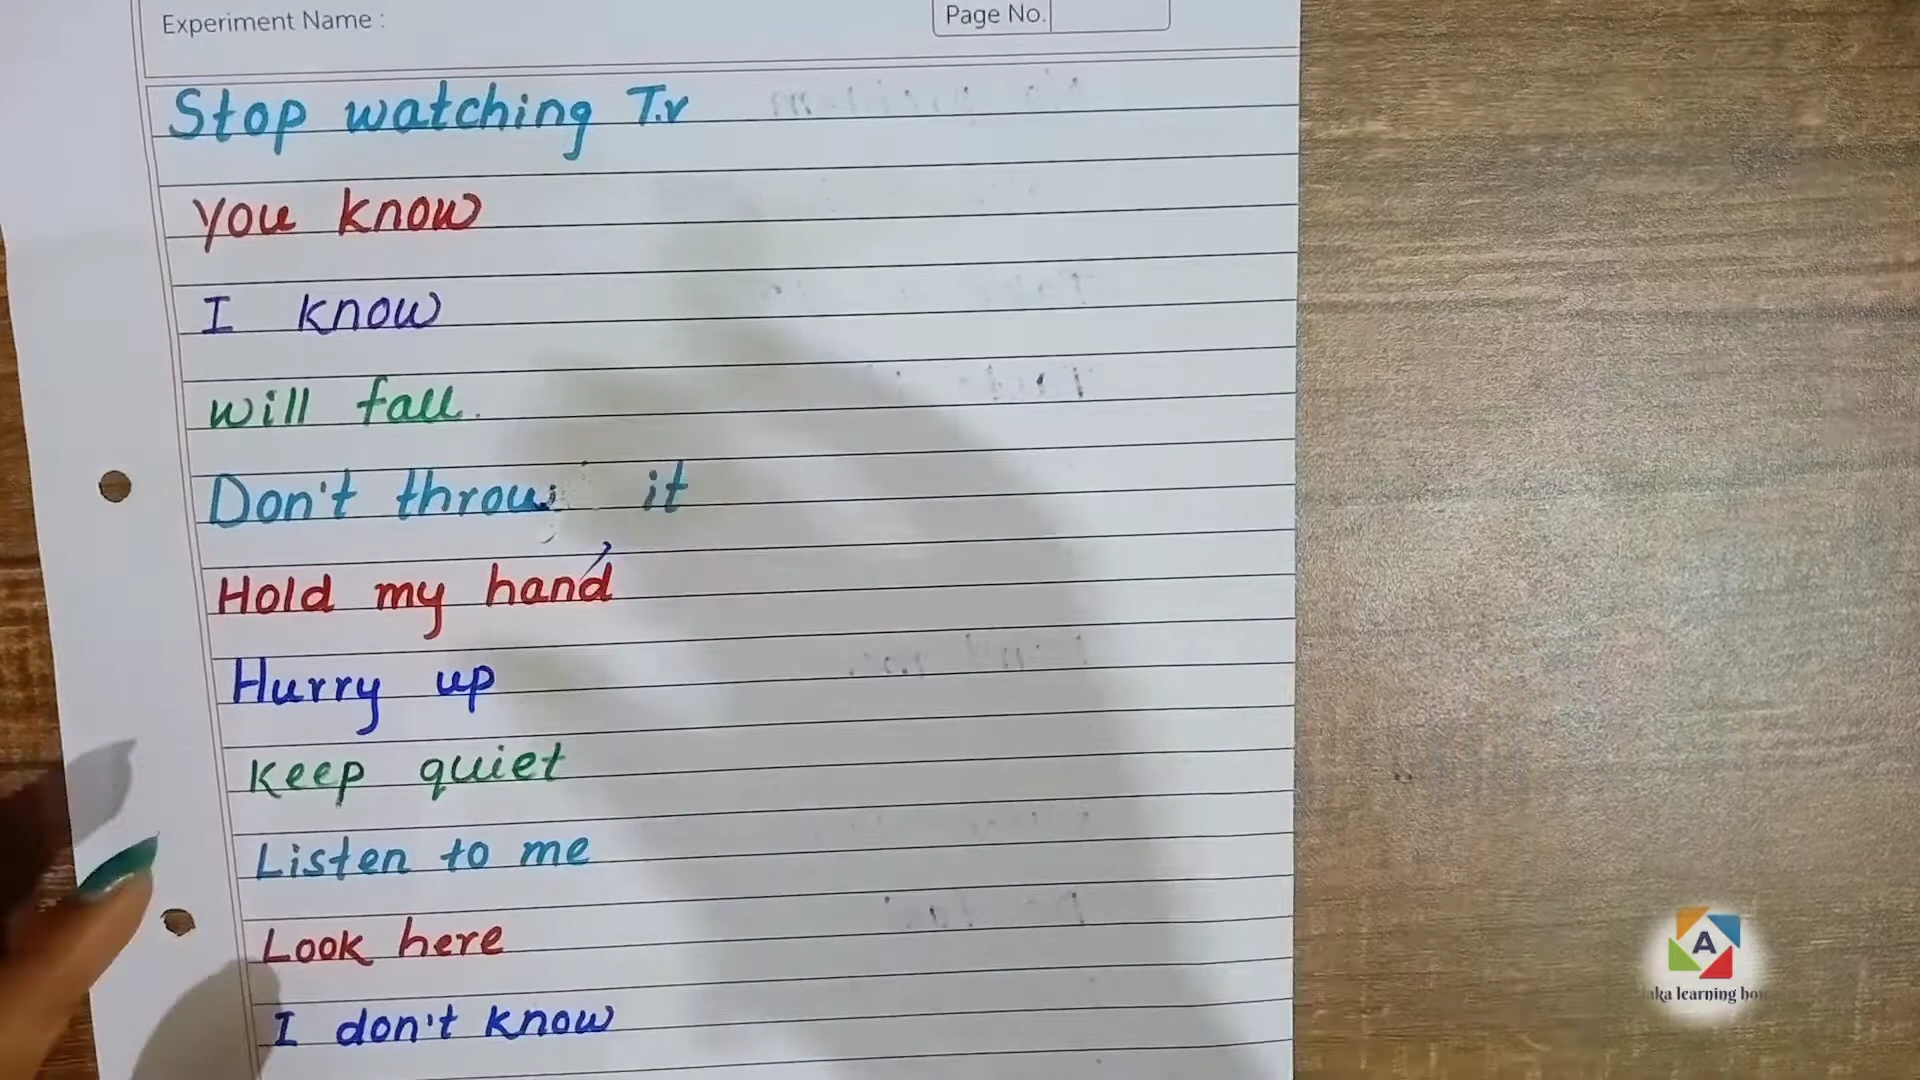 Experiment Name :
Page No.
Stop watching T.v
you know
I know
will fall.
Don't throw it
Hold my hand
Hurry up
Keep quiet
Listen to me
Look here
I don't know
A
learning